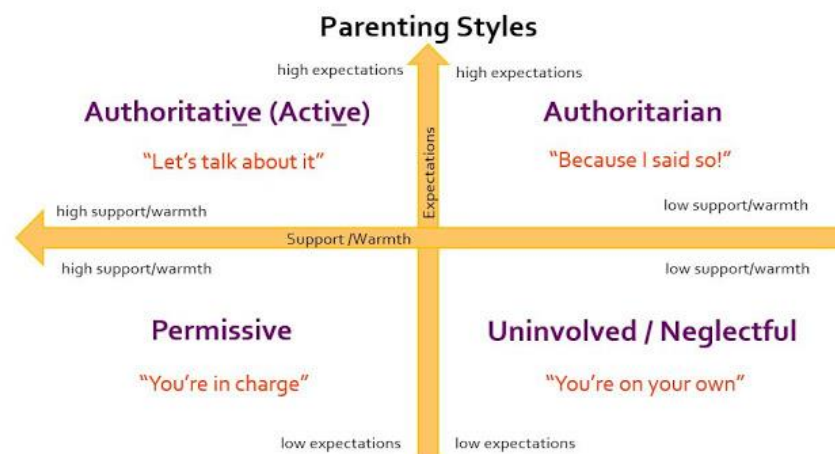 Parenting Styles
high expectations
high expectations
Authoritative (Active)
Authoritarian
"Let's talk about it"
"Because I said so!"
Expectations
high support/warmth
low support/warmth
Support /Warmth
high support/warmth
low support/warmth
Permissive
Uninvolved / Neglectful
"You're in charge"
"You're on your own"
low expectations
low expectations